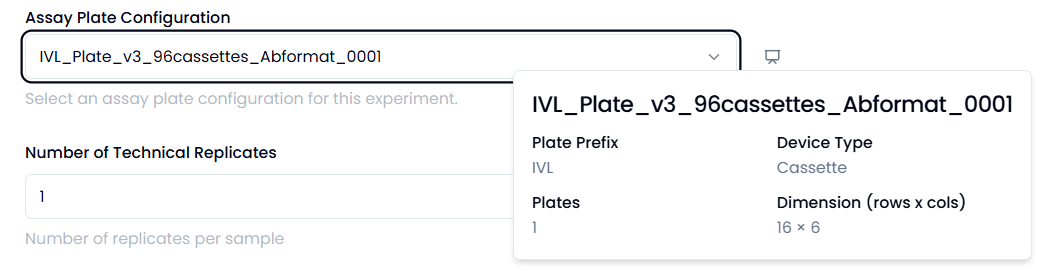 Assay Plate Configuration
IVL_Plate_v3_96cassettes_Abformat_0001
Select an assay plate configuration for this experiment.
Number of Technical Replicates
1
Number of replicates per sample
IVL_Plate_v3_96cassettes_Abformat_0001
Plate Prefix
IVL
Device Type
Cassette
Plates
1
Dimension (rows x cols)
16 × 6